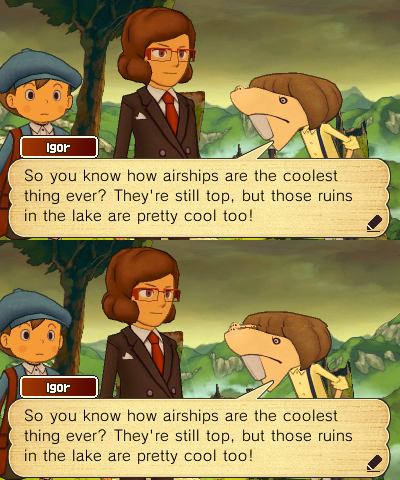 Igor
So you know how airships are the coolest
thing ever? They're still top, but those ruins
in the lake are pretty cool too!
Igor
So you know how airships are the coolest
thing ever? They're still top, but those ruins
in the lake are pretty cool too!